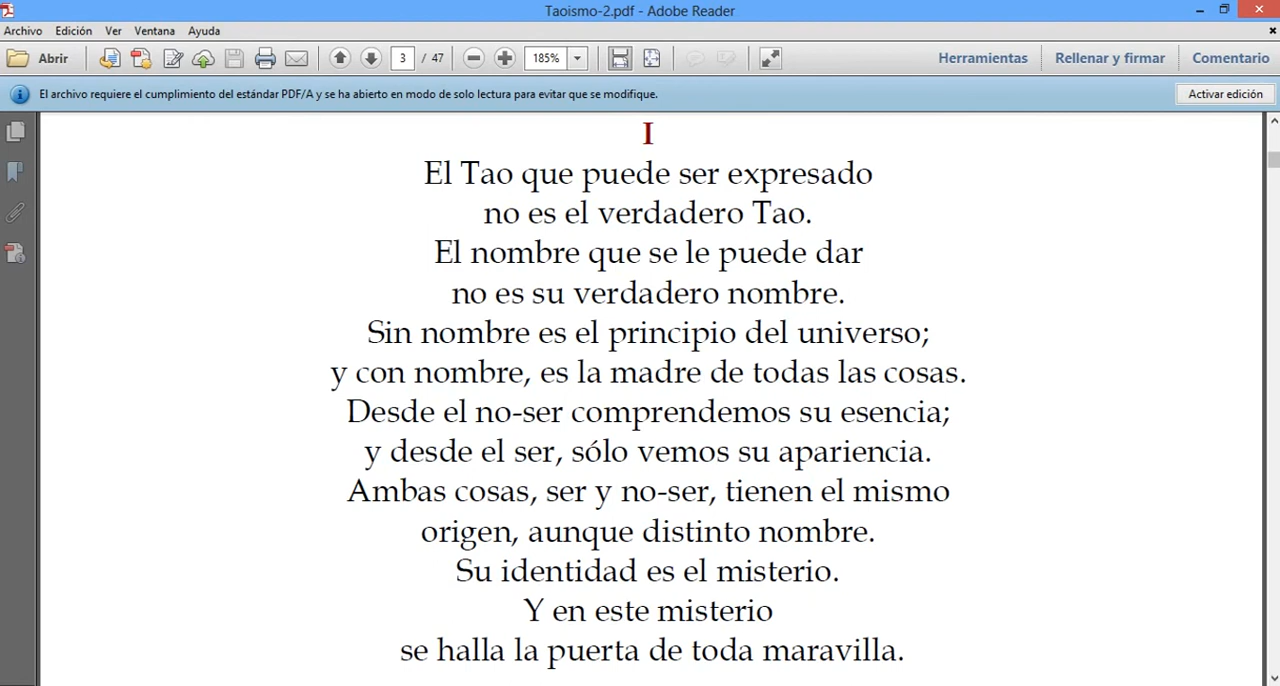 Taoismo-2.pdf - Adobe Reader
Archivo Edición Ver Ventana Ayuda
Abrir 3 / 47 185% Herramientas Rellenar y firmar Comentario
El archivo requiere el cumplimiento del estándar PDF/A y se ha abierto en modo de solo lectura para evitar que se modifique. Activar edición
I
El Tao que puede ser expresado
no es el verdadero Tao.
El nombre que se le puede dar
no es su verdadero nombre.
Sin nombre es el principio del universo;
y con nombre, es la madre de todas las cosas.
Desde el no-ser comprendemos su esencia;
y desde el ser, sólo vemos su apariencia.
Ambas cosas, ser y no-ser, tienen el mismo
origen, aunque distinto nombre.
Su identidad es el misterio.
Y en este misterio
se halla la puerta de toda maravilla.